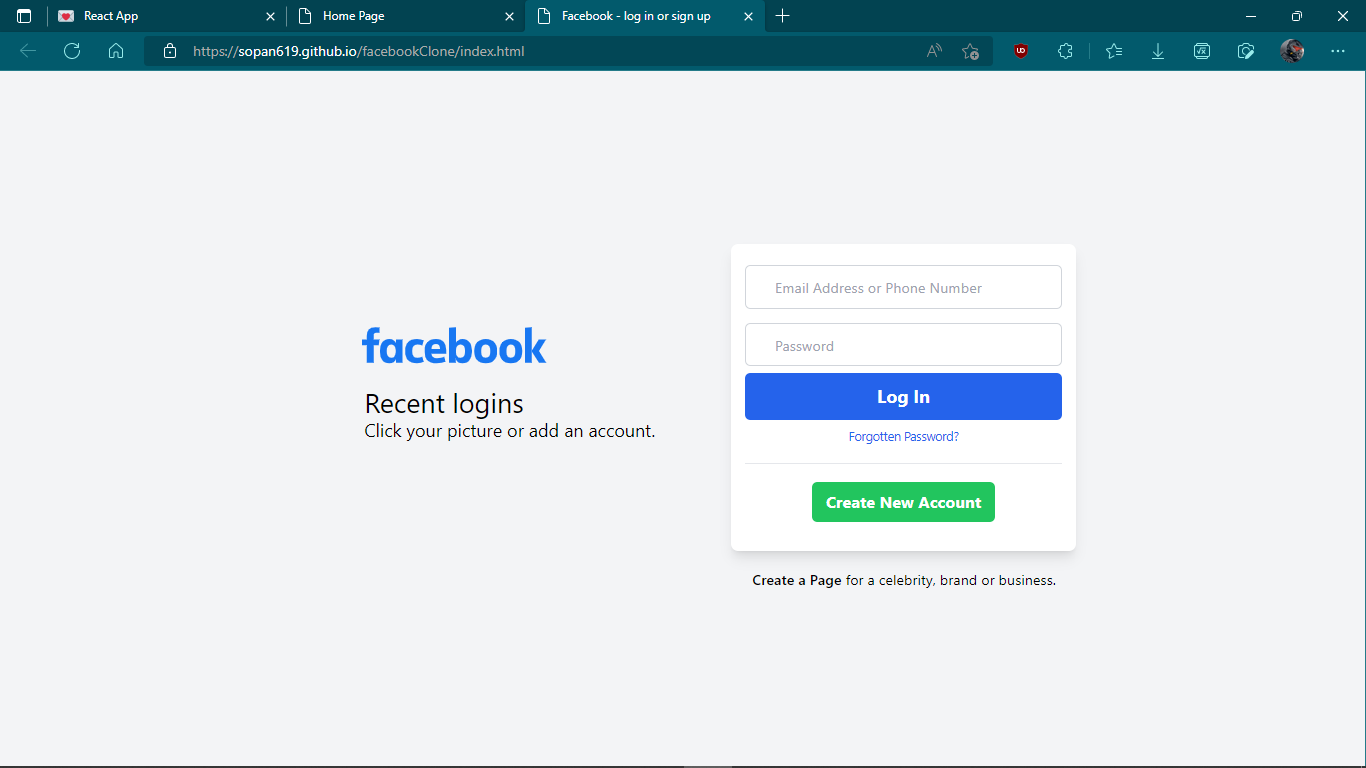 React App
Home Page
Facebook - log in or sign up
https://sopan619.github.io/facebookClone/index.html
facebook
Recent logins
Click your picture or add an account.
Email Address or Phone Number
Password
Log In
Forgotten Password?
Create New Account
Create a Page for a celebrity, brand or business.